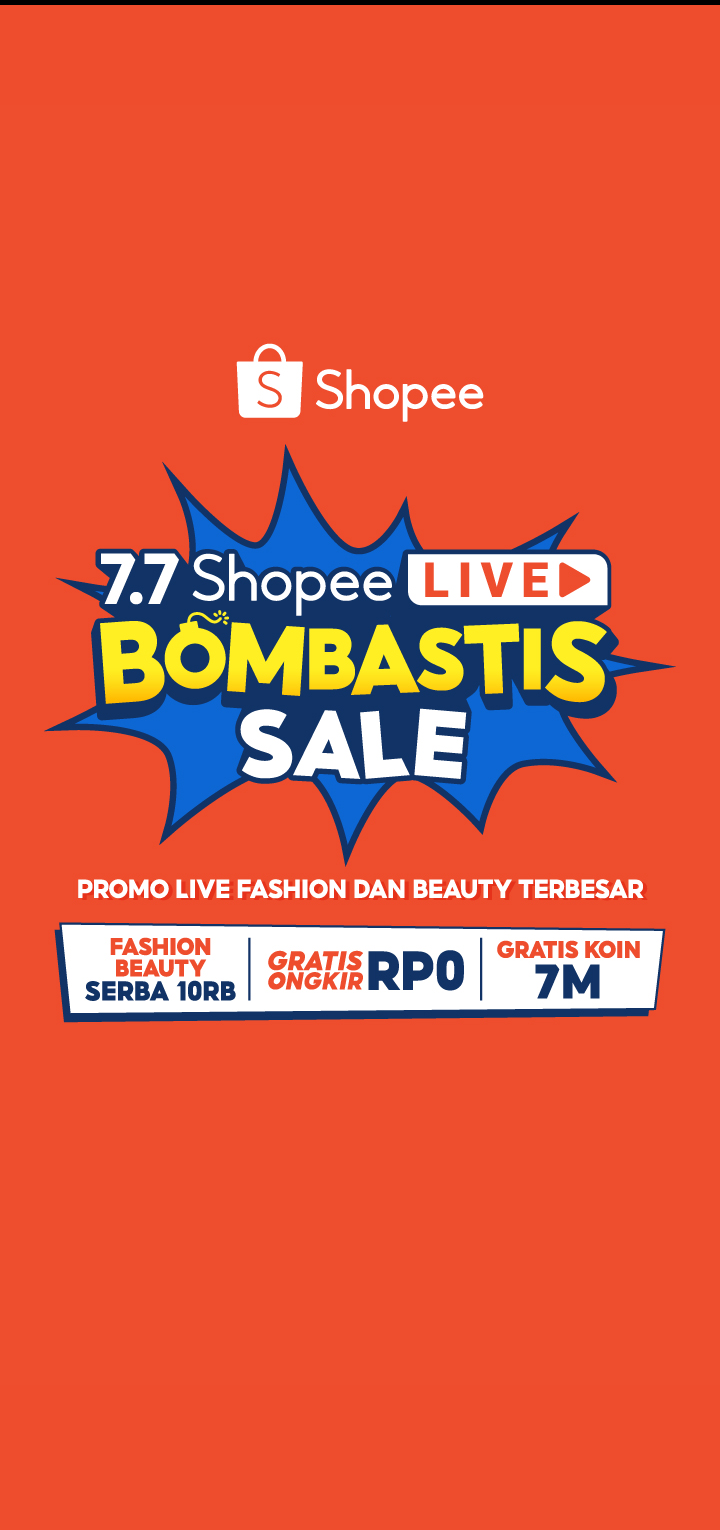 S Shopee
7.7 Shopee LIVE
BOMBASTIS
SALE
PROMO LIVE FASHION DAN BEAUTY TERBESAR
FASHION
BEAUTY
SERBA 10RB
GRATIS
ONGKIR RP0
GRATIS KOIN
7M